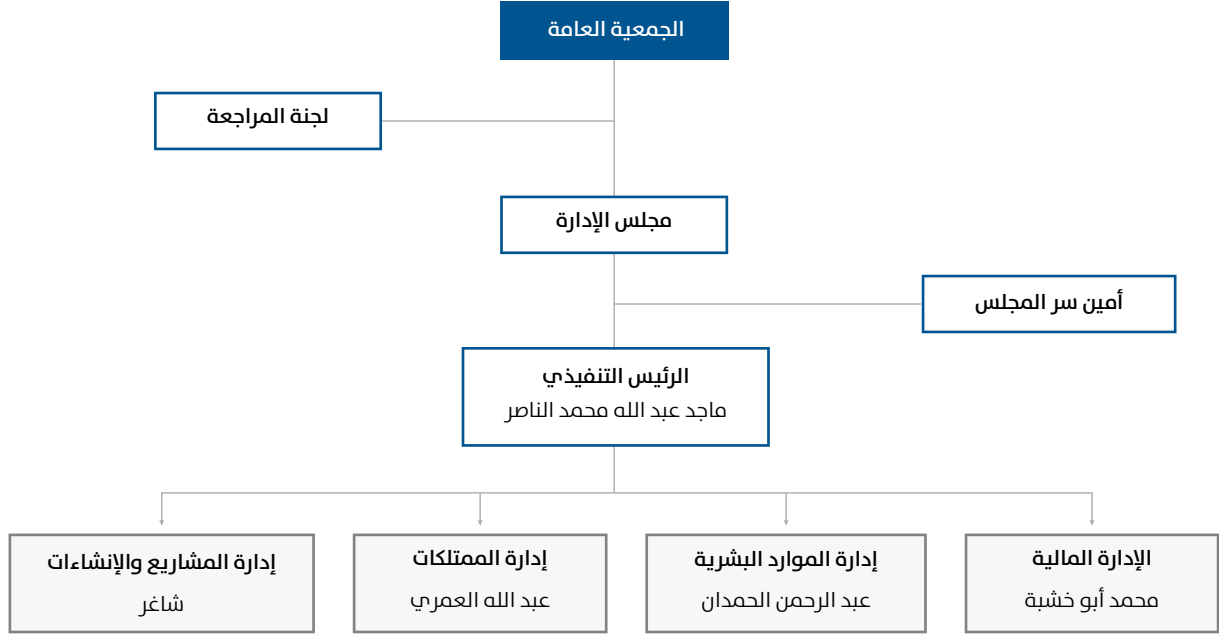 الجمعية العامة
لجنة المراجعة
مجلس الإدارة
أمين سر المجلس
الرئيس التنفيذي
ماجد عبد الله محمد الناصر
الإدارة المالية
محمد أبو خشبة
إدارة الموارد البشرية
عبد الرحمن الحمدان
إدارة الممتلكات
عبد الله العمري
إدارة المشاريع والإنشاءات
شاغر